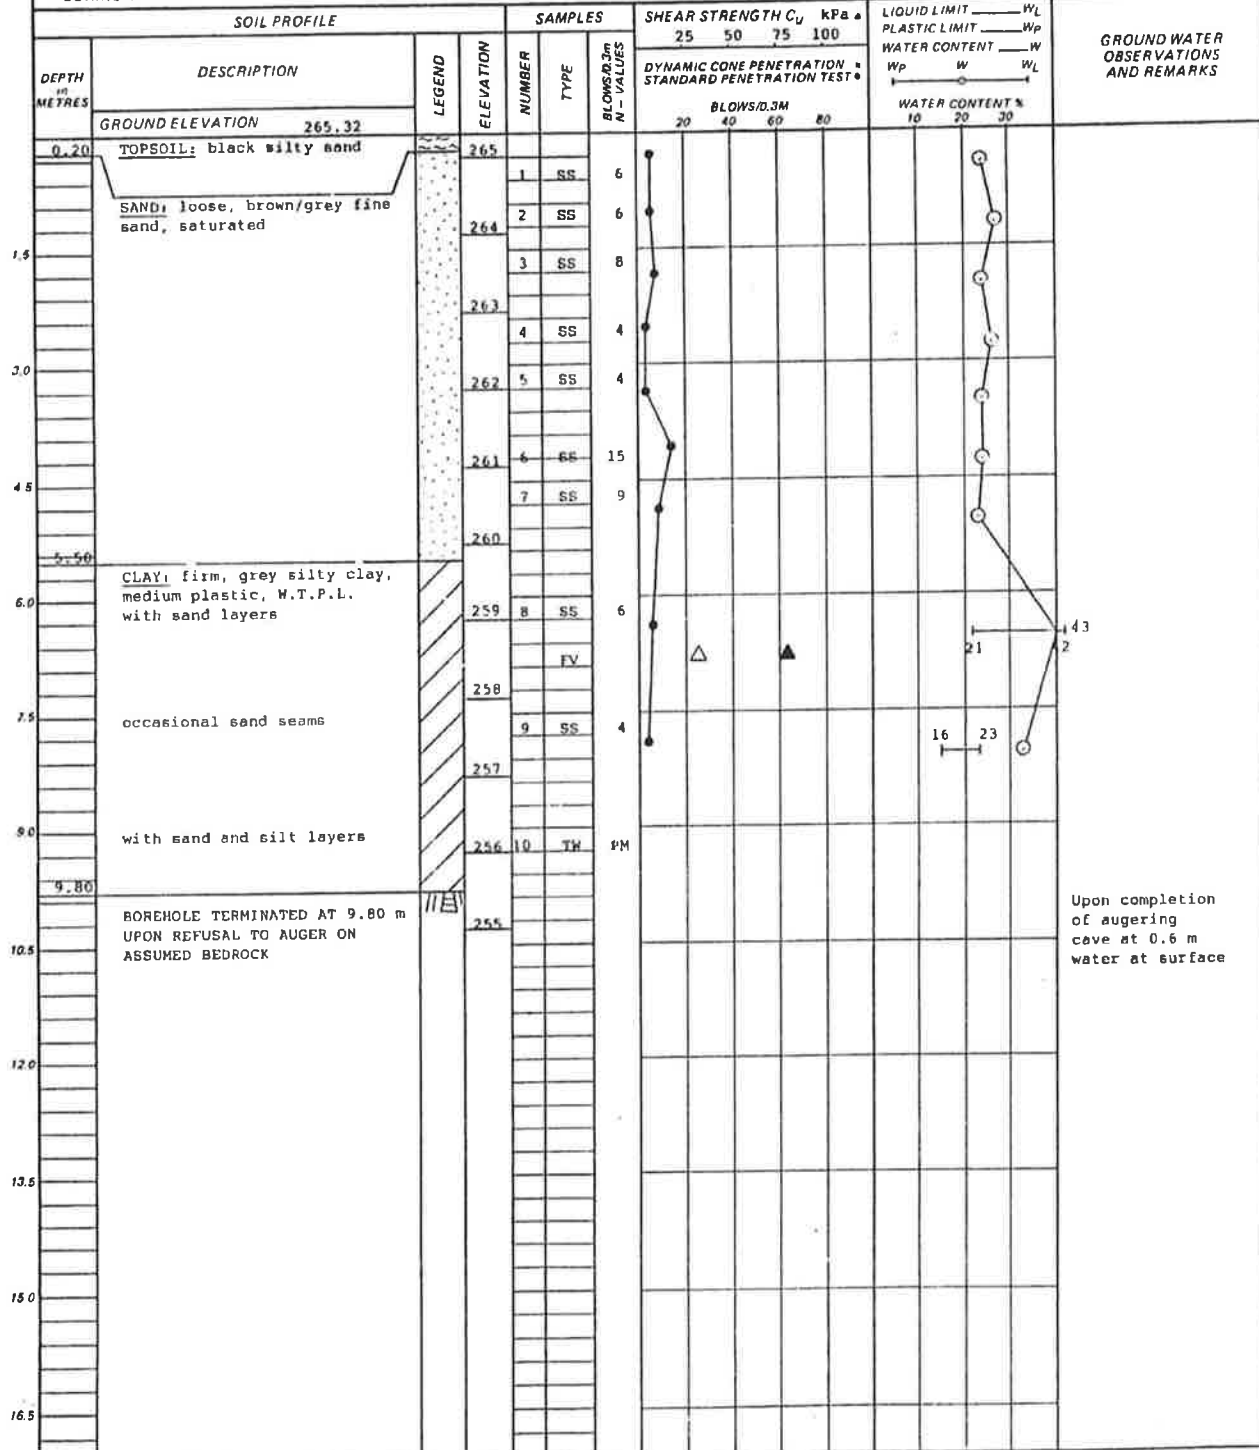 SOIL PROFILE
SAMPLES
SHEAR STRENGTH Cu kPa ▲
25 50 75 100
LIQUID LIMIT ____ WL
PLASTIC LIMIT ____ WP
WATER CONTENT ____ W
WP W WL
GROUND WATER
OBSERVATIONS
AND REMARKS
DEPTH
in
METRES
DESCRIPTION
LEGEND
ELEVATION
NUMBER
TYPE
BLOWS/0.3m
N - VALUES
DYNAMIC CONE PENETRATION
STANDARD PENETRATION TEST ●
BLOWS/0.3M
20 40 60 80
WATER CONTENT %
10 20 30
GROUND ELEVATION 265.32
0.20 TOPSOIL: black silty sand 265
1 SS 6
SAND: loose, brown/grey fine
sand, saturated
2 SS 6
264
1.5
3 SS 8
263
4 SS 4
3.0
262 5 SS 4
261 6 SS 15
4.5
7 SS 9
260
5.50
CLAY: firm, grey silty clay,
medium plastic, W.T.P.L.
with sand layers
6.0
259 8 SS 6
43
21 2
FV
258
7.5
occasional sand seams
9 SS 4
16 23
257
9.0
with sand and silt layers
256 10 TW PM
9.80
BOREHOLE TERMINATED AT 9.80 m
UPON REFUSAL TO AUGER ON
ASSUMED BEDROCK
255
Upon completion
of augering
cave at 0.6 m
water at surface
10.5
12.0
13.5
15.0
16.5